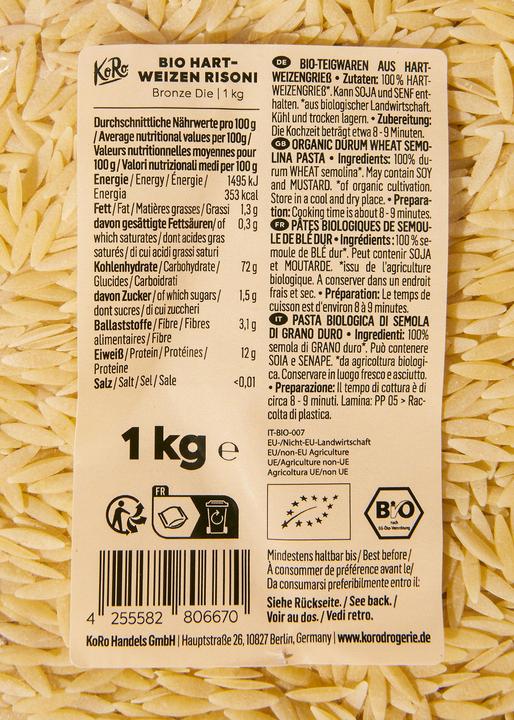 KoRo
BIO HART-
WEIZEN RISONI
Bronze Die | 1 kg
Durchschnittliche Nährwerte pro 100 g
/ Average nutritional values per 100g /
Valeurs nutritionnelles moyennes pour
100 g / Valori nutrizionali medi per 100 g
Energie / Energy / Énergie / 1495 kJ
Energia 353 kcal
Fett / Fat / Matières grasses / Grassi 1,3 g
davon gesättigte Fettsäuren / of 0,3 g
which saturates / dont acides gras
saturés / di cui acidi grassi saturi
Kohlenhydrate / Carbohydrate / 72 g
Glucides / Carboidrati
davon Zucker / of which sugars / 1,5 g
dont sucres / di cui zuccheri
Ballaststoffe / Fibre / Fibres 3,1 g
alimentaires / Fibre
Eiweiß / Protein / Protéines / 12 g
Proteine
Salz / Salt / Sel / Sale <0,01
1 kg ℮
FR
4 255582 806670
DE BIO-TEIGWAREN AUS HART-
WEIZENGRIEß • Zutaten: 100 % HART-
WEIZENGRIEß*. Kann SOJA und SENF ent-
halten. *aus biologischer Landwirtschaft.
Kühl und trocken lagern. • Zubereitung:
Die Kochzeit beträgt etwa 8 - 9 Minuten.
GB ORGANIC DURUM WHEAT SEMO-
LINA PASTA • Ingredients: 100% du-
rum WHEAT semolina*. May contain SOY
and MUSTARD. *of organic cultivation.
Store in a cool and dry place. • Prepara-
tion: Cooking time is about 8 - 9 minutes.
FR PÂTES BIOLOGIQUES DE SEMOU-
LE DE BLÉ DUR • Ingrédients: 100 % se-
moule de BLÉ dur*. Peut contenir SOJA
et MOUTARDE. *issu de l'agriculture
biologique. A conserver dans un endroit
frais et sec. • Préparation: Le temps de
cuisson est d'environ 8 à 9 minutes.
IT PASTA BIOLOGICA DI SEMOLA
DI GRANO DURO • Ingredienti: 100%
semola di GRANO duro*. Può contenere
SOIA e SENAPE. *da agricoltura biologi-
ca. Conservare in luogo fresco e asciutto.
• Preparazione: Il tempo di cottura è di
circa 8 - 9 minuti. Lamina: PP 05 > Rac-
colta di plastica.
IT-BIO-007
EU-/Nicht-EU-Landwirtschaft
EU/non-EU Agriculture
UE/Agriculture non-UE
Agricoltura UE/non UE
BIO
nach
EG-Öko-Verordnung
Mindestens haltbar bis / Best before /
À consommer de préférence avant le /
Da consumarsi preferibilmente entro il:
Siehe Rückseite. / See back. /
Voir au dos. / Vedi retro.
KoRo Handels GmbH | Hauptstraße 26, 10827 Berlin, Germany | www.korodrogerie.de